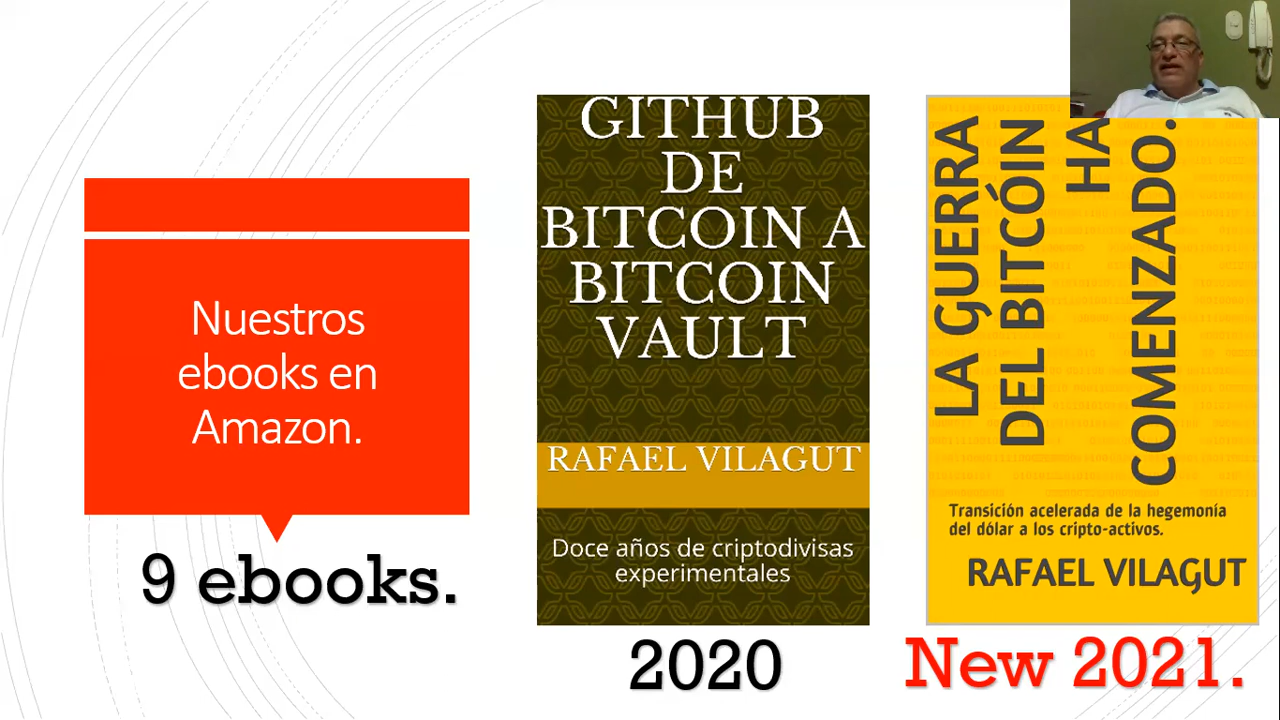 Nuestros
ebooks en
Amazon.
9 ebooks.
GITHUB
DE
BITCOIN A
BITCOIN
VAULT
RAFAEL VILAGUT
Doce años de criptodivisas
experimentales
2020
LA GUERRA
DEL BITCÓIN
HA
COMENZADO.
Transición acelerada de la hegemonía
del dólar a los cripto-activos.
RAFAEL VILAGUT
New 2021.